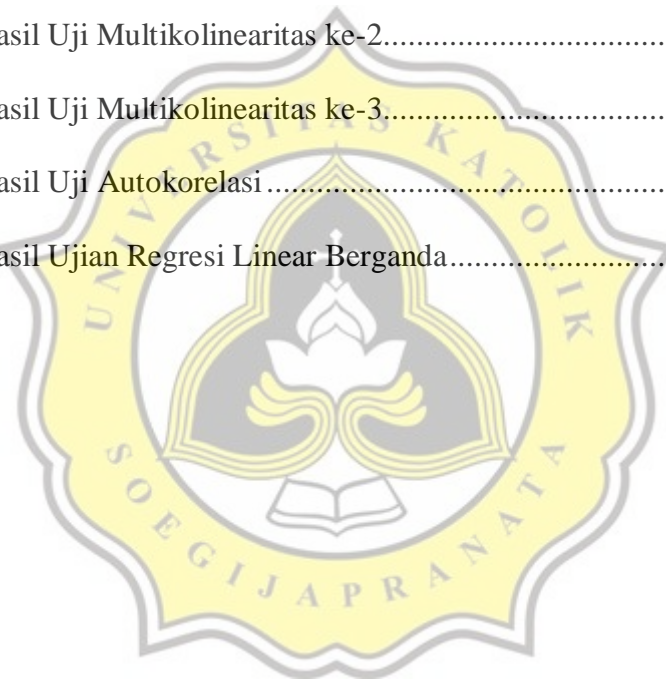 asil Uji Multikolinearitas ke-2................................
asil Uji Multikolinearitas ke-3................................
asil Uji Autokorelasi.............................................
asil Ujian Regresi Linear Berganda........................
UNIVERSITAS KATOLIK
SOEGIJAPRANATA